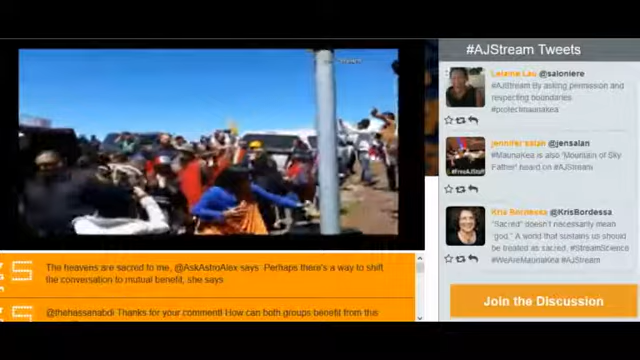 #AJStream Tweets
Leisha Lau @saloniere
#AJStream By asking permission and
respecting boundaries.
#protectmaunakea
jennifer salan @jensalan
#MaunaKea is also "Mountain of Sky
Father" heard on #AJStream
Kris Bordessa @KrisBordessa
"Sacred" doesn't necessarily mean
"god." A world that sustains us should
be treated as sacred. #StreamScience
#WeAreMaunaKea #AJStream
The heavens are sacred to me, @AskAstroAlex says  Perhaps there's a way to shift
the conversation to mutual benefit, she
says
@thehassanabdi Thanks for your comment! How can both groups benefit from this
Join the Discussion